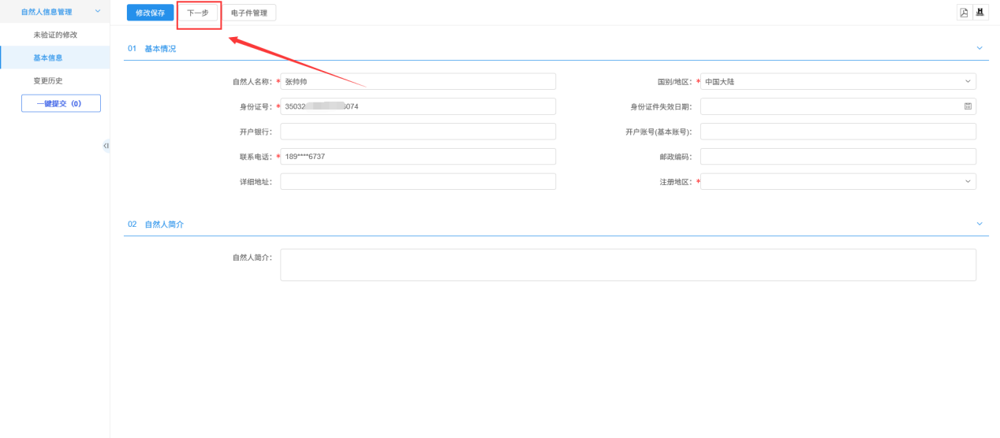 自然人信息管理
修改保存 下一步 电子件管理
未验证的修改
基本信息
变更历史
一键提交（0）
01 基本情况
自然人名称: * 张帅帅 国别/地区: * 中国大陆
身份证号: * 35032 5074 身份证件失效日期:
开户银行: 开户账号(基本账号):
联系电话: * 189****6737 邮政编码:
详细地址: 注册地区: *
02 自然人简介
自然人简介: